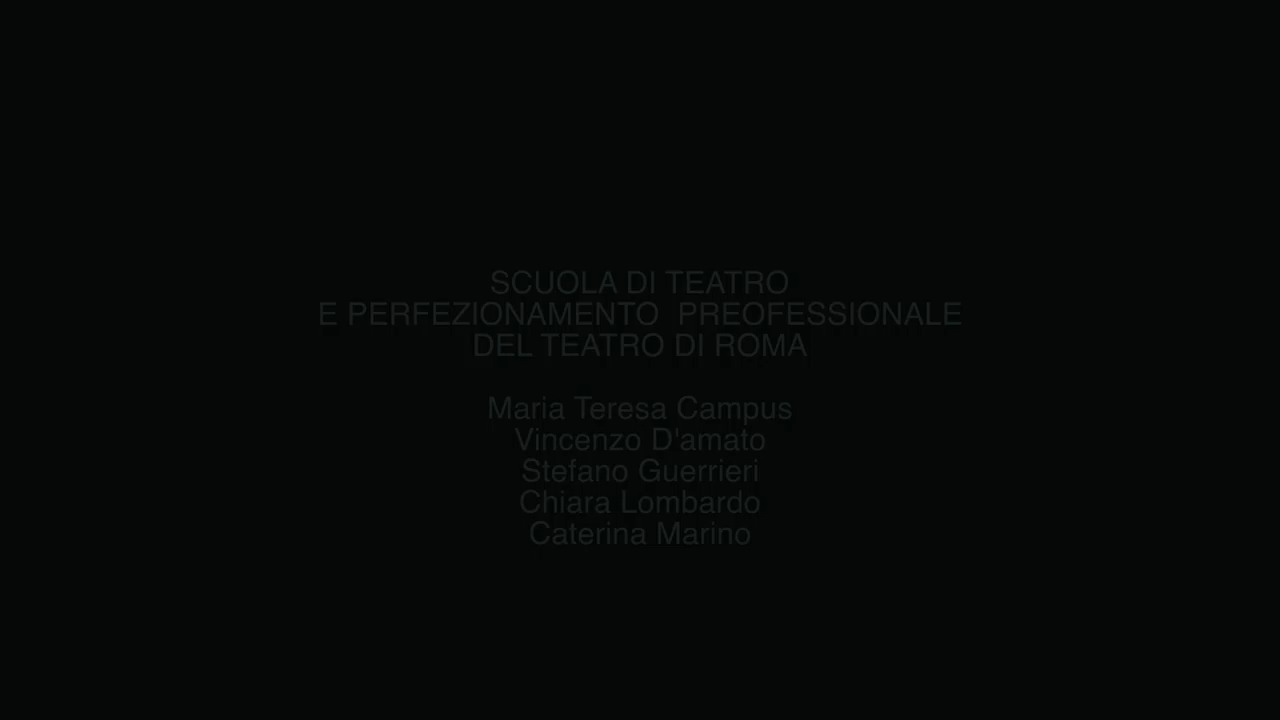 SCUOLA DI TEATRO
E PERFEZIONAMENTO PREOFESSIONALE
DEL TEATRO DI ROMA
Maria Teresa Campus
Vincenzo D'amato
Stefano Guerrieri
Chiara Lombardo
Caterina Marino